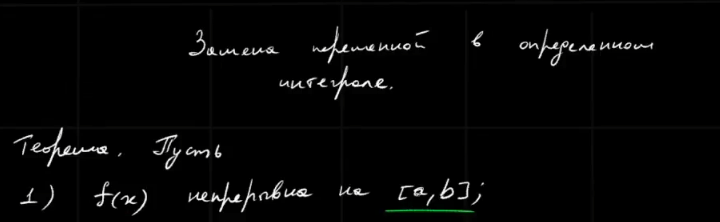 Замена переменной в определенном
интеграле.
Теорема. Пусть
1) f(x) непрерывна на [a,b];